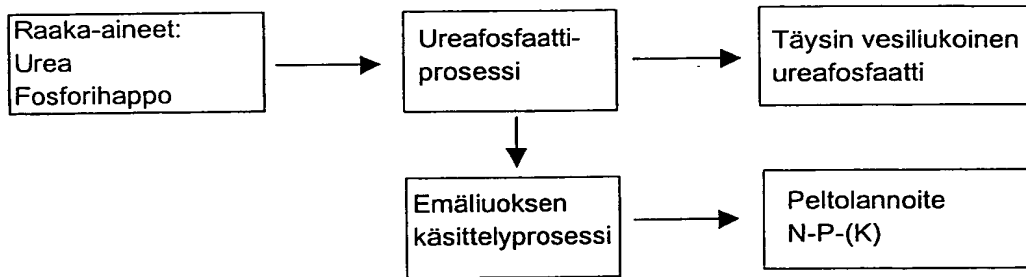 Raaka-aineet:
Urea
Fosforihappo
Ureafosfaatti-
prosessi
Täysin vesiliukoinen
ureafosfaatti
Emäliuoksen
käsittelyprosessi
Peltolannoite
N-P-(K)